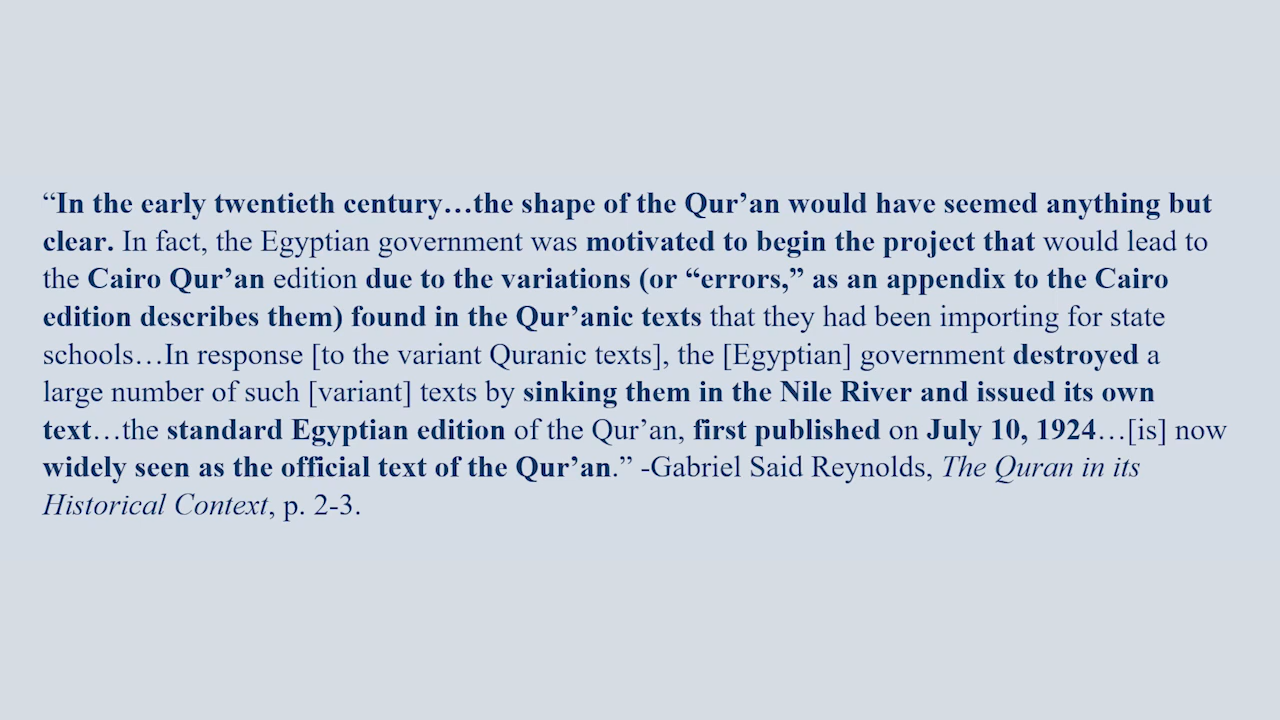 “In the early twentieth century…the shape of the Qur’an would have seemed anything but
clear. In fact, the Egyptian government was motivated to begin the project that would lead to
the Cairo Qur’an edition due to the variations (or “errors,” as an appendix to the Cairo
edition describes them) found in the Qur’anic texts that they had been importing for state
schools…In response [to the variant Quranic texts], the [Egyptian] government destroyed a
large number of such [variant] texts by sinking them in the Nile River and issued its own
text…the standard Egyptian edition of the Qur’an, first published on July 10, 1924…[is] now
widely seen as the official text of the Qur’an.” -Gabriel Said Reynolds, The Quran in its
Historical Context, p. 2-3.